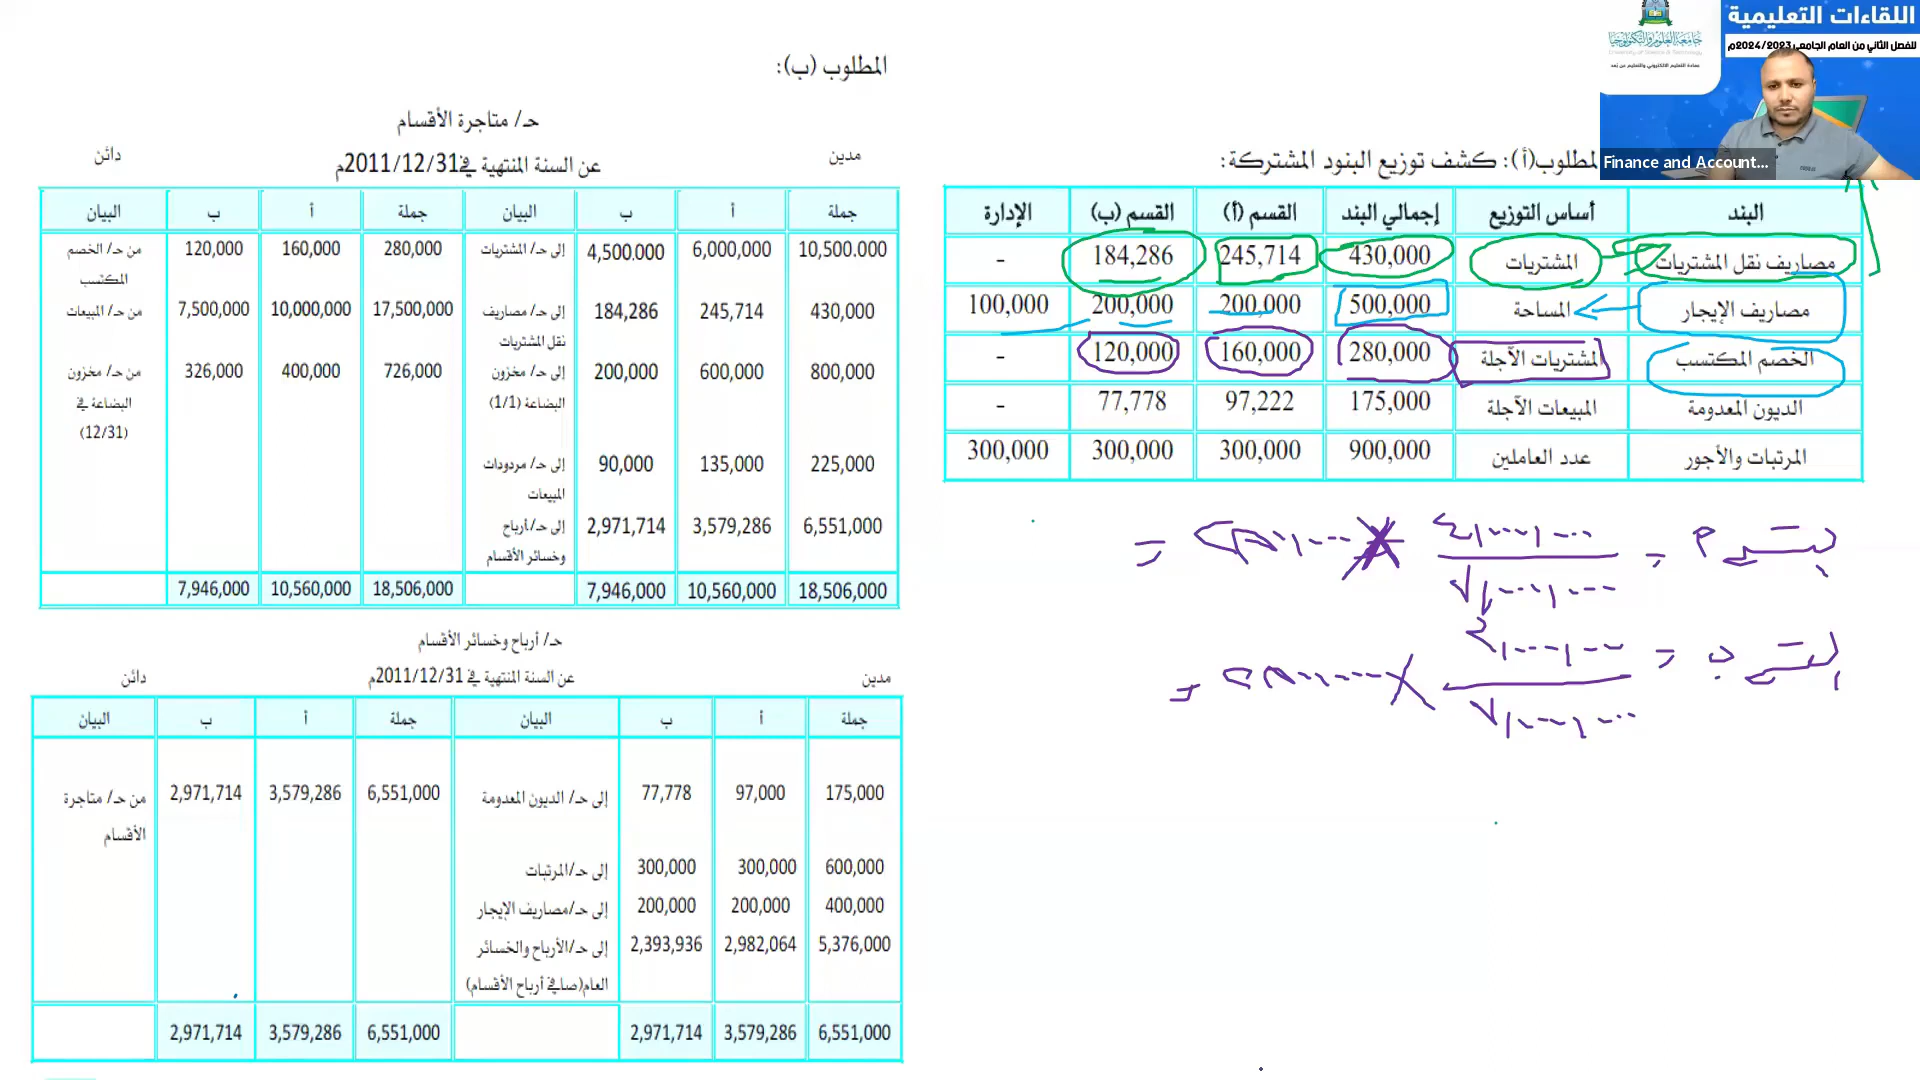 اللقاءات التعليمية
للفصل الثاني من العام الجامعي 2024/2023م
جامعة العلوم والتكنولوجيا
University of Science & Technology
عمادة التعليم الالكتروني والتعليم عن بعد
Finance and Account...
المطلوب(أ): كشف توزيع البنود المشتركة:
البند أساس التوزيع إجمالي البند القسم (أ) القسم (ب) الإدارة
مصاريف نقل المشتريات المشتريات 430,000 245,714 184,286 -
مصاريف الإيجار المساحة 500,000 200,000 200,000 100,000
الخصم المكتسب المشتريات الآجلة 280,000 160,000 120,000 -
الديون المعدومة المبيعات الآجلة 175,000 97,222 77,778 -
المرتبات والأجور عدد العاملين 900,000 300,000 300,000 300,000
المطلوب (ب):
حـ/ متاجرة الأقسام
مدين عن السنة المنتهية في 2011/12/31م دائن
جملة أ ب البيان جملة أ ب البيان
10,500.000 6,000,000 4,500.000 إلى حـ/ المشتريات 280,000 160,000 120,000 من حـ/ الخصم
المكتسب
430,000 245,714 184,286 إلى حـ/ مصاريف 17,500,000 10,000,000 7,500,000 من حـ/ المبيعات
نقل المشتريات
800,000 600,000 200,000 إلى حـ/ مخزون 726,000 400,000 326,000 من حـ/ مخزون
البضاعة (1/1) البضاعة في
(12/31)
225,000 135,000 90,000 إلى حـ/ مردودات
المبيعات
6,551,000 3,579,286 2,971,714 إلى حـ/ أرباح
وخسائر الأقسام
18,506,000 10,560,000 7,946,000 18,506,000 10,560,000 7,946,000
حـ/ أرباح وخسائر الأقسام
مدين عن السنة المنتهية في 2011/12/31م دائن
جملة أ ب البيان جملة أ ب البيان
175,000 97,000 77,778 إلى حـ/ الديون المعدومة 6,551,000 3,579,286 2,971,714 من حـ/ متاجرة
الأقسام
600,000 300,000 300,000 إلى حـ/المرتبات
400,000 200,000 200,000 إلى حـ/مصاريف الإيجار
5,376,000 2,982,064 2,393,936 إلى حـ/الأرباح والخسائر
العام(صافي أرباح الأقسام)
6,551,000 3,579,286 2,971,714 6,551,000 3,579,286 2,971,714